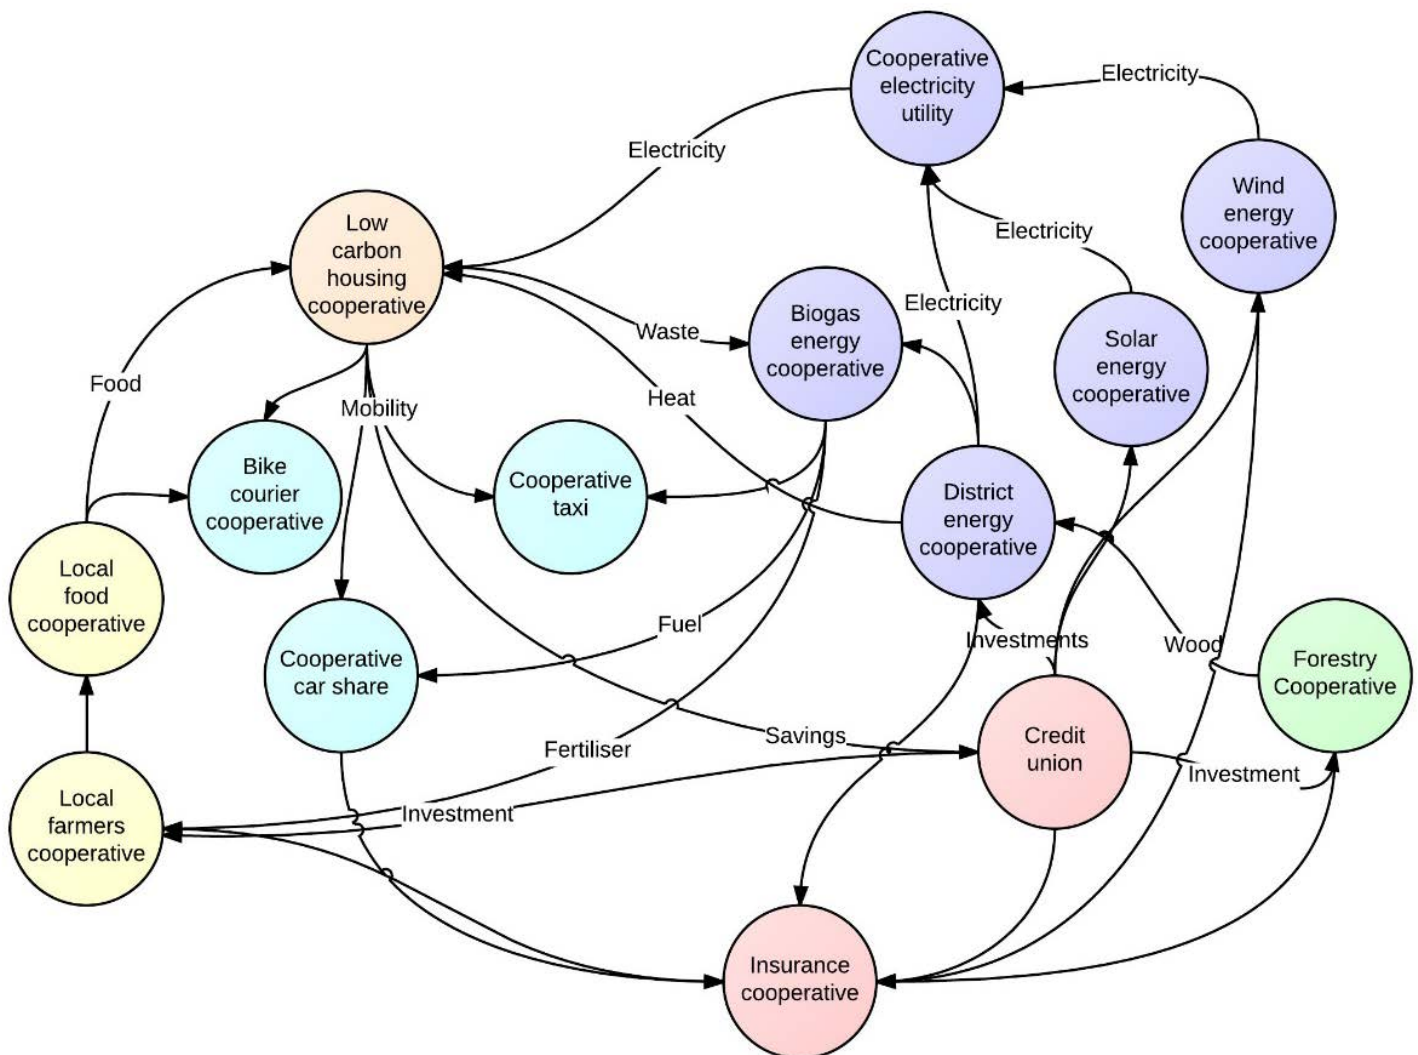 Cooperative
electricity
utility
Electricity
Wind
energy
cooperative
Electricity
Low
carbon
housing
cooperative
Electricity
Biogas
energy
cooperative
Electricity
Solar
energy
cooperative
Waste
Food
Heat
Mobility
Bike
courier
cooperative
Cooperative
taxi
District
energy
cooperative
Local
food
cooperative
Fuel
Investments
Wood
Forestry
Cooperative
Cooperative
car share
Savings
Credit
union
Fertiliser
Investment
Local
farmers
cooperative
Investment
Insurance
cooperative